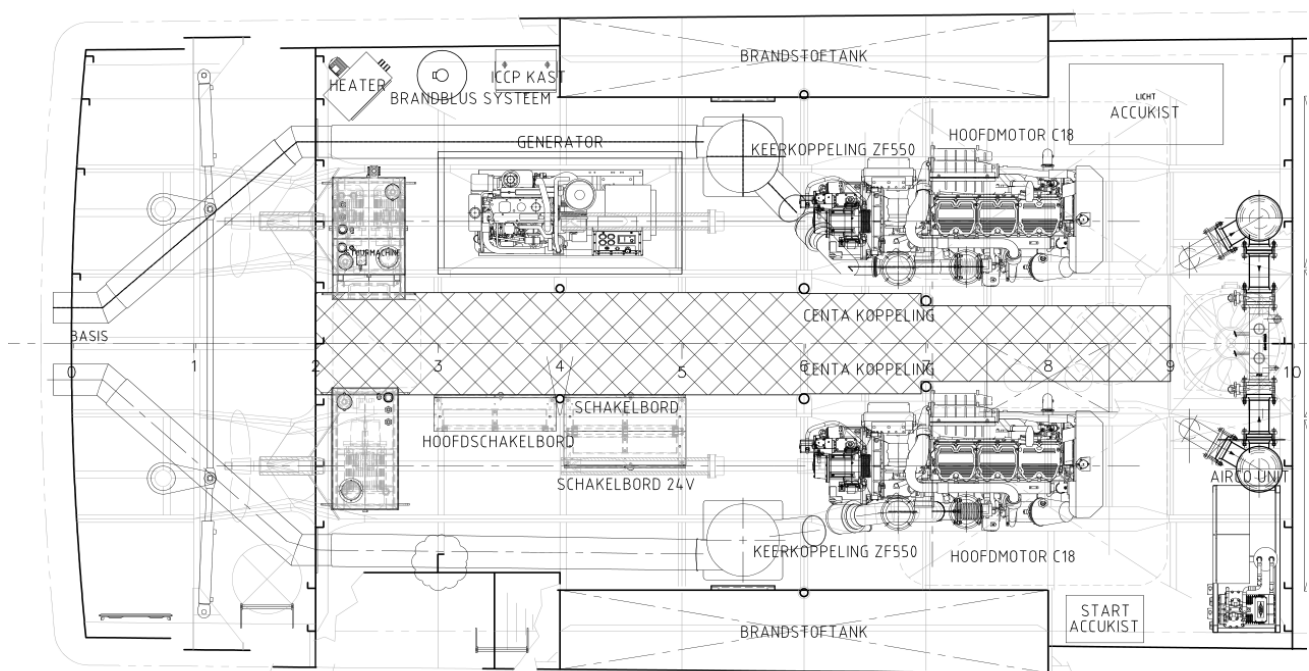 BRANDSTOFTANK
HEATER
ICCP KAST
BRANDBLUS SYSTEEM
LICHT
ACCUKIST
GENERATOR
KEERKOPPELING ZF550
HOOFDMOTOR C18
BASIS
CENTA KOPPELING
0
1
2
3
4
5
6
7
8
9
10
CENTA KOPPELING
SCHAKELBORD
HOOFDSCHAKELBORD
SCHAKELBORD 24V
AIRCO UNIT
KEERKOPPELING ZF550
HOOFDMOTOR C18
START
ACCUKIST
BRANDSTOFTANK